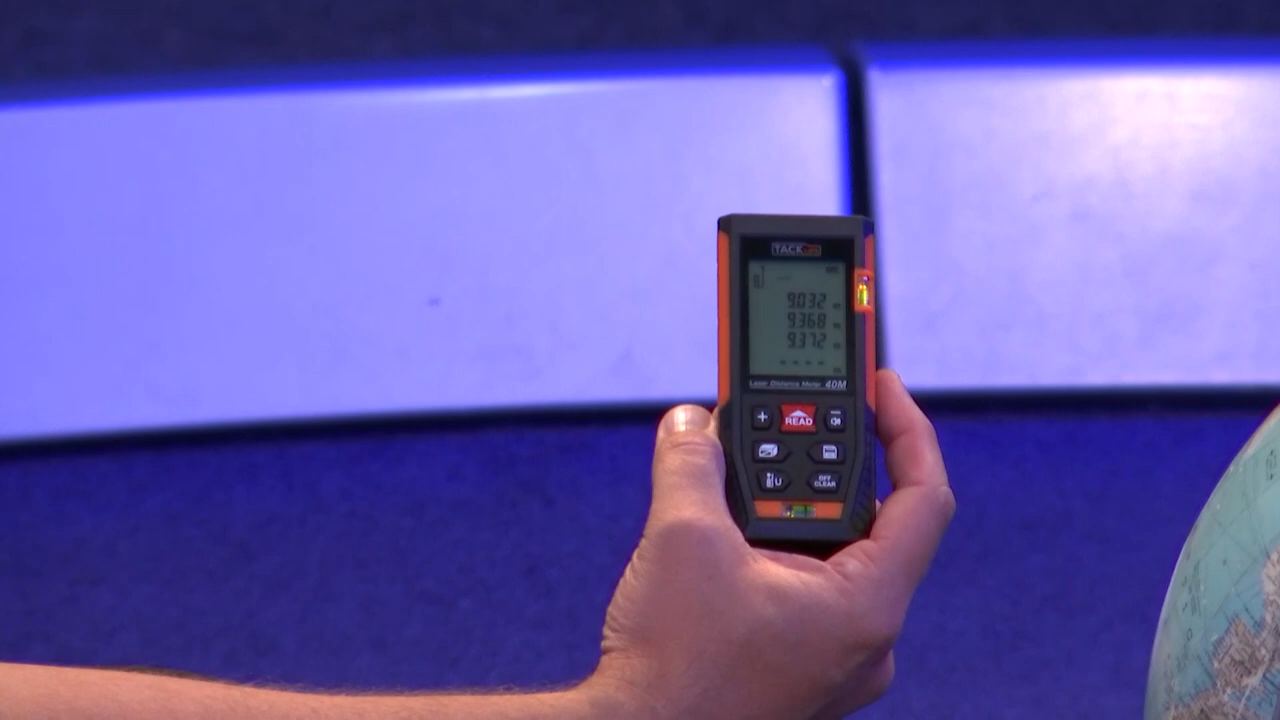 TACK
9.032
9.368
9.372
- - - -
Laser Distance Meter 40M
+ READ -
U OFF
CLEAR